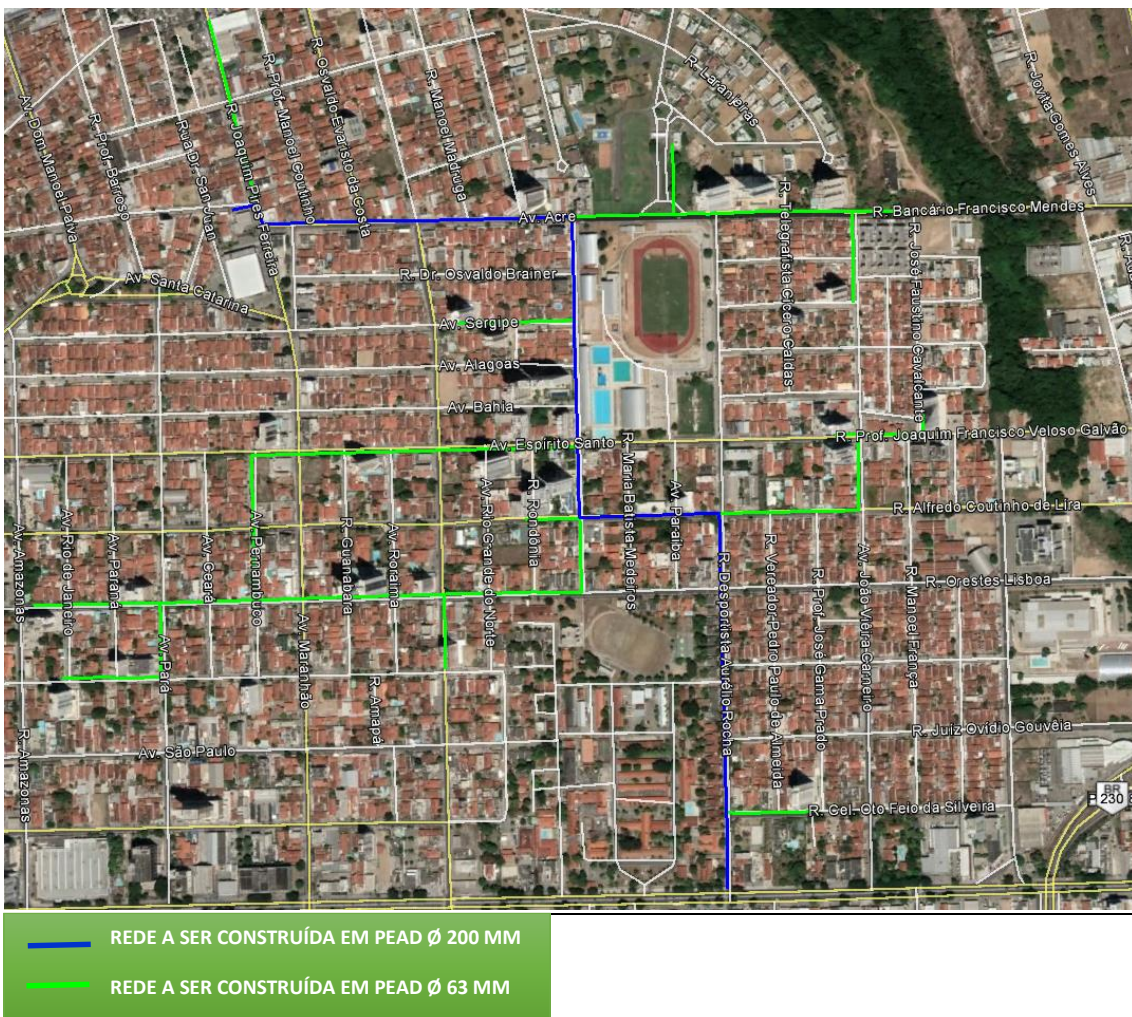 R. Laranjeiras
R. Jovita Gomes Alves
Av. Dom. Manoel Paiva
R. Prof. Barroso
Rua Dr. San Juan
R. Joaquim Pires Ferreira
R. Prof. Manoel Coutinho
R. Osvaldo Evaristo da Costa
R. Manoel Madruga
Av. Acre
R. Telegrafista Cícero Caldas
R. Bancário Francisco Mendes
R. José Faustino Cavalcante
Av. Santa Catarina
R. Dr. Osvaldo Brainer
Av. Sergipe
Av. Alagoas
Av. Bahia
Av. Espírito Santo
R. Prof. Joaquim Francisco Veloso Galvão
R. Maria Batista Medeiros
Av. Paraíba
R. Alfredo Coutinho de Lira
Av. Amazonas
Av. Rio de Janeiro
Av. Paraná
Av. Ceará
Av. Pernambuco
R. Guanabara
Av. Roraima
Av. Rio Grande do Norte
R. Rondônia
R. Orestes Lisboa
R. Desportista Aurélio Rocha
R. Vereador Pedro Paulo de Almeida
R. Prof. José Gama Prado
Av. João Vieira Carneiro
R. Manoel França
Av. Pará
Av. Maranhão
R. Amapá
R. Amazonas
Av. São Paulo
R. Juiz Ovídio Gouvêia
R. Cel. Oto Feio da Silveira
BR
230
REDE A SER CONSTRUÍDA EM PEAD Ø 200 MM
REDE A SER CONSTRUÍDA EM PEAD Ø 63 MM